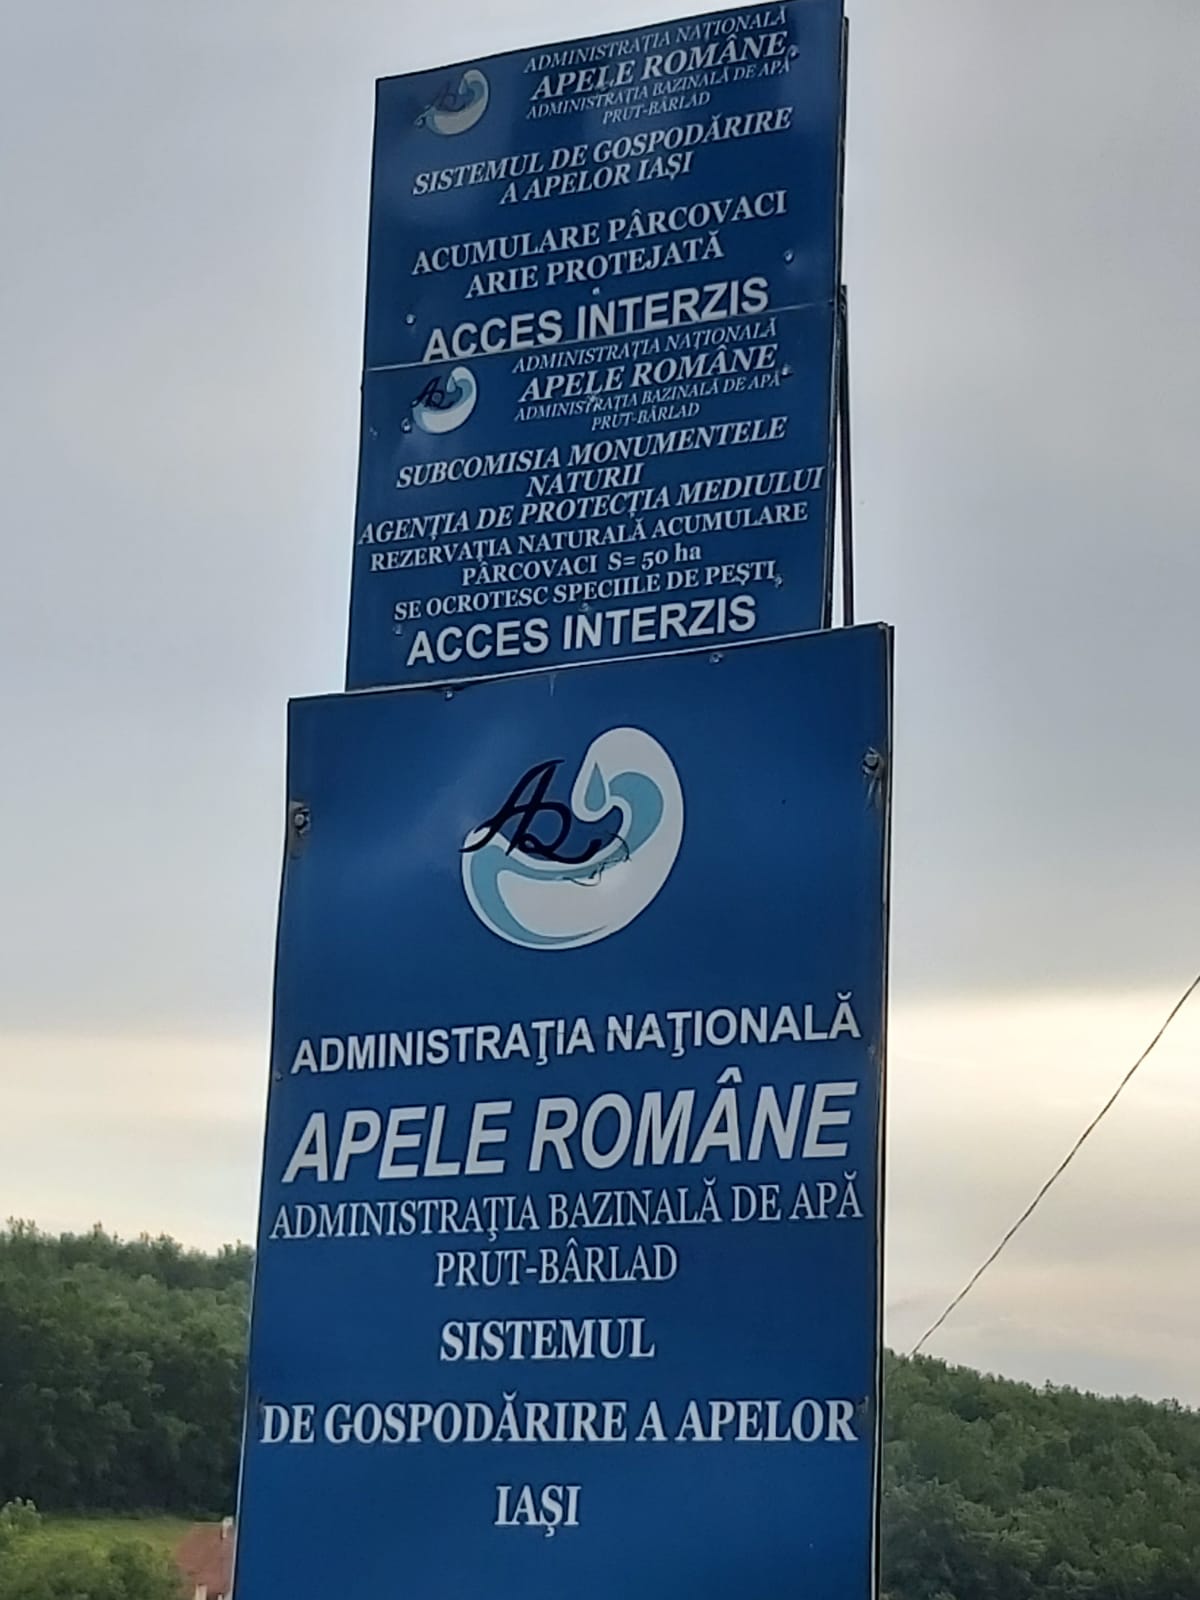 ADMINISTRAȚIA NAȚIONALĂ
APELE ROMÂNE
ADMINISTRAȚIA BAZINALĂ DE APĂ
PRUT-BÂRLAD
SISTEMUL DE GOSPODĂRIRE
A APELOR IAȘI
ACUMULARE PÂRCOVACI
ARIE PROTEJATĂ
ACCES INTERZIS
ADMINISTRAȚIA NAȚIONALĂ
APELE ROMÂNE
ADMINISTRAȚIA BAZINALĂ DE APĂ
PRUT-BÂRLAD
SUBCOMISIA MONUMENTELE
NATURII
AGENȚIA DE PROTECȚIA MEDIULUI
REZERVAȚIA NATURALĂ ACUMULARE
PÂRCOVACI S= 50 ha
SE OCROTESC SPECIILE DE PEȘTI
ACCES INTERZIS
AR
ADMINISTRAŢIA NAŢIONALĂ
APELE ROMÂNE
ADMINISTRAŢIA BAZINALĂ DE APĂ
PRUT-BÂRLAD
SISTEMUL
DE GOSPODĂRIRE A APELOR
IAŞI